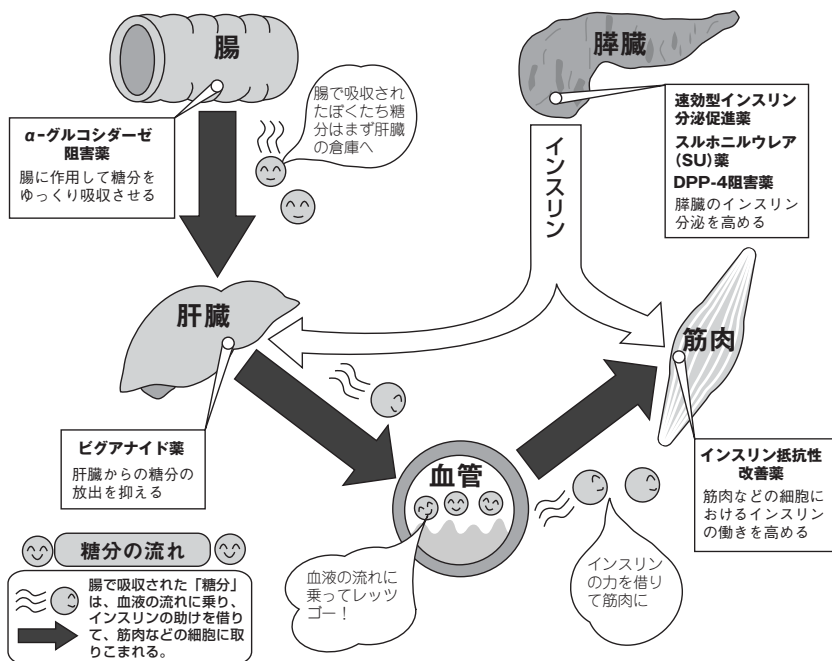 腸
腸で吸収され
たぼくたち糖
分はまず肝臓
の倉庫へ
α-グルコシダーゼ
阻害薬
腸に作用して糖分を
ゆっくり吸収させる
膵臓
速効型インスリン
分泌促進薬
スルホニルウレア
(SU)薬
DPP-4阻害薬
膵臓のインスリン
分泌を高める
インスリン
肝臓
筋肉
ビグアナイド薬
肝臓からの糖分の
放出を抑える
血管
インスリン抵抗性
改善薬
筋肉などの細胞に
おけるインスリン
の働きを高める
血液の流れに
乗ってレッツ
ゴー！
インスリン
の力を借り
て筋肉に
糖分の流れ
腸で吸収された「糖分」
は、血液の流れに乗り、
インスリンの助けを借り
て、筋肉などの細胞に取
りこまれる。